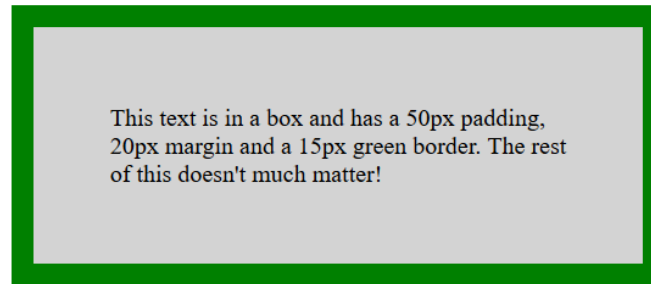 This text is in a box and has a 50px padding,
20px margin and a 15px green border. The rest
of this doesn't much matter!